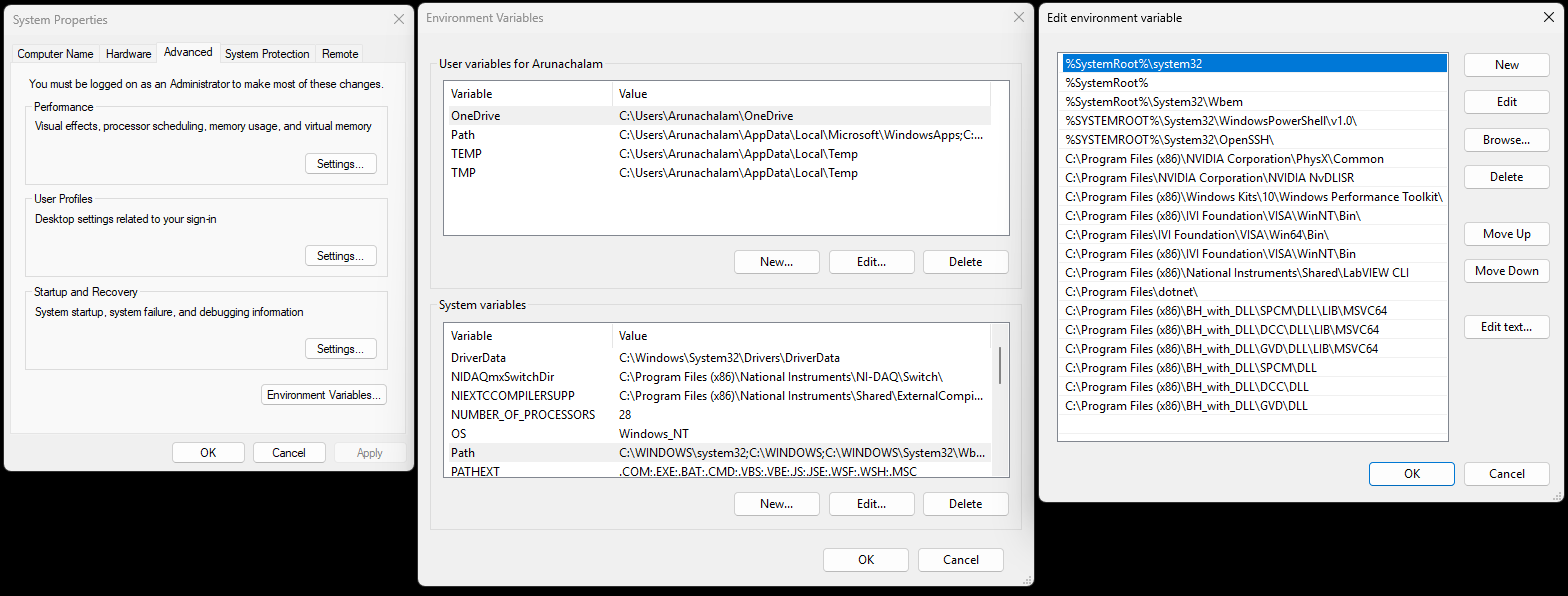 System Properties
Computer Name Hardware Advanced System Protection Remote
You must be logged on as an Administrator to make most of these changes.
Performance
Visual effects, processor scheduling, memory usage, and virtual memory
Settings...
User Profiles
Desktop settings related to your sign-in
Settings...
Startup and Recovery
System startup, system failure, and debugging information
Settings...
Environment Variables...
OK Cancel Apply
Environment Variables
User variables for Arunachalam
Variable Value
OneDrive C:\Users\Arunachalam\OneDrive
Path C:\Users\Arunachalam\AppData\Local\Microsoft\WindowsApps;C:...
TEMP C:\Users\Arunachalam\AppData\Local\Temp
TMP C:\Users\Arunachalam\AppData\Local\Temp
New... Edit... Delete
System variables
Variable Value
DriverData C:\Windows\System32\Drivers\DriverData
NIDAQmxSwitchDir C:\Program Files (x86)\National Instruments\NI-DAQ\Switch\
NIEXTCCOMPILERSUPP C:\Program Files (x86)\National Instruments\Shared\ExternalCompi...
NUMBER_OF_PROCESSORS 28
OS Windows_NT
Path C:\WINDOWS\system32;C:\WINDOWS;C:\WINDOWS\System32\Wb...
PATHEXT .COM;.EXE;.BAT;.CMD;.VBS;.VBE;.JS;.JSE;.WSF;.WSH;.MSC
New... Edit... Delete
OK Cancel
Edit environment variable
%SystemRoot%\system32
%SystemRoot%
%SystemRoot%\System32\Wbem
%SYSTEMROOT%\System32\WindowsPowerShell\v1.0\
%SYSTEMROOT%\System32\OpenSSH\
C:\Program Files (x86)\NVIDIA Corporation\PhysX\Common
C:\Program Files\NVIDIA Corporation\NVIDIA NvDLISR
C:\Program Files (x86)\Windows Kits\10\Windows Performance Toolkit\
C:\Program Files (x86)\IVI Foundation\VISA\WinNT\Bin\
C:\Program Files\IVI Foundation\VISA\Win64\Bin\
C:\Program Files (x86)\IVI Foundation\VISA\WinNT\Bin
C:\Program Files (x86)\National Instruments\Shared\LabVIEW CLI
C:\Program Files\dotnet\
C:\Program Files (x86)\BH_with_DLL\SPCM\DLL\LIB\MSVC64
C:\Program Files (x86)\BH_with_DLL\DCC\DLL\LIB\MSVC64
C:\Program Files (x86)\BH_with_DLL\GVD\DLL\LIB\MSVC64
C:\Program Files (x86)\BH_with_DLL\SPCM\DLL
C:\Program Files (x86)\BH_with_DLL\DCC\DLL
C:\Program Files (x86)\BH_with_DLL\GVD\DLL
New
Edit
Browse...
Delete
Move Up
Move Down
Edit text...
OK Cancel